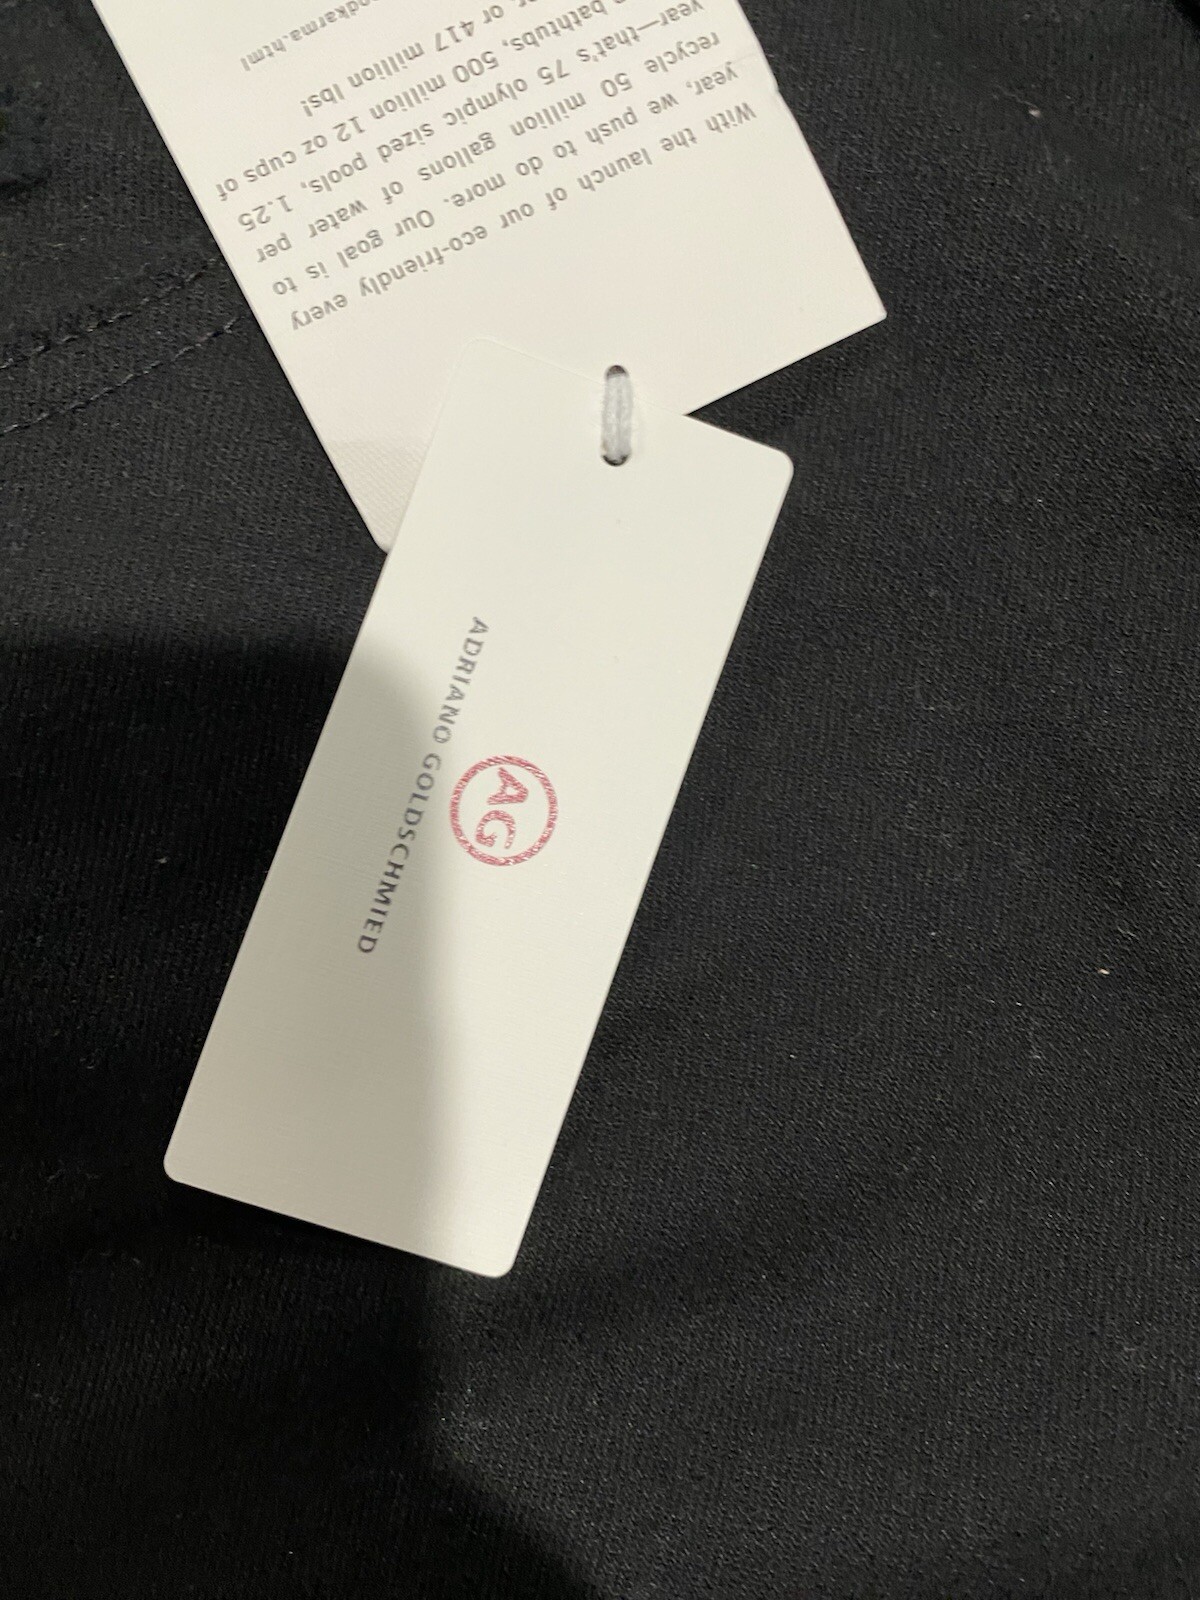 With the launch of our eco-friendly every
year, we push to do more. Our goal is to
recycle 50 million gallons of water per
year—that's 75 olympic sized pools, 1.25
bathtubs, 500 million 12 oz cups of
or 417 million lbs!
odkarma.html
AG
ADRIANO GOLDSCHMIED